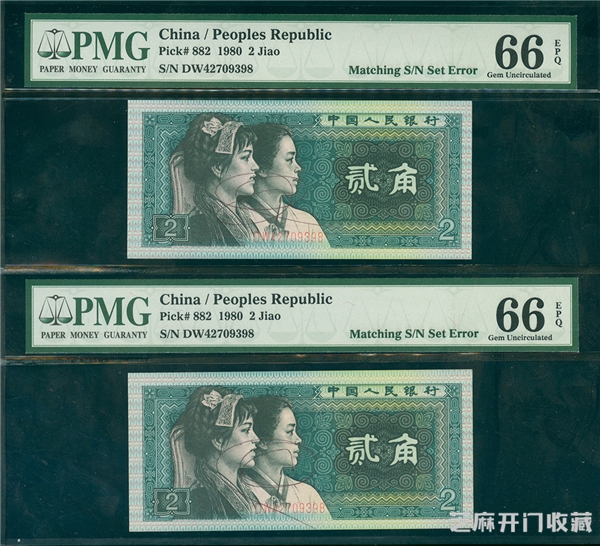 PMG
PAPER MONEY GUARANTY
China / Peoples Republic
Pick# 882 1980 2 Jiao
S/N DW42709398
Matching S/N Set Error
66
EPQ
Gem Uncirculated
中国人民银行
贰角
DW42709398
2
2
PMG
PAPER MONEY GUARANTY
China / Peoples Republic
Pick# 882 1980 2 Jiao
S/N DW42709398
Matching S/N Set Error
66
EPQ
Gem Uncirculated
中国人民银行
贰角
DW42709398
2
2
芝麻开门收藏